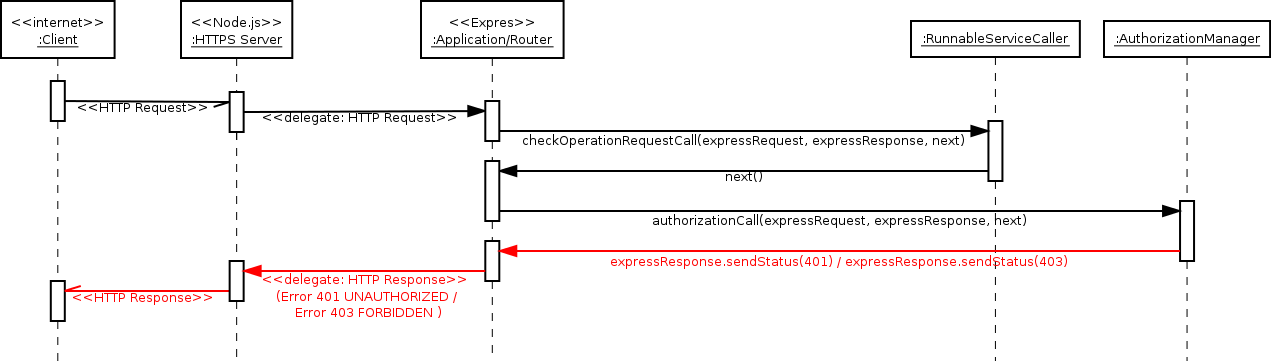 <<internet>>
:Client
<<Node.js>>
:HTTPS Server
<<Expres>>
:Application/Router
:RunnableServiceCaller
:AuthorizationManager
<<HTTP Request>>
<<delegate: HTTP Request>>
checkOperationRequestCall(expressRequest, expressResponse, next)
next()
authorizationCall(expressRequest, expressResponse, next)
expressResponse.sendStatus(401) / expressResponse.sendStatus(403)
<<delegate: HTTP Response>>
(Error 401 UNAUTHORIZED /
Error 403 FORBIDDEN )
<<HTTP Response>>